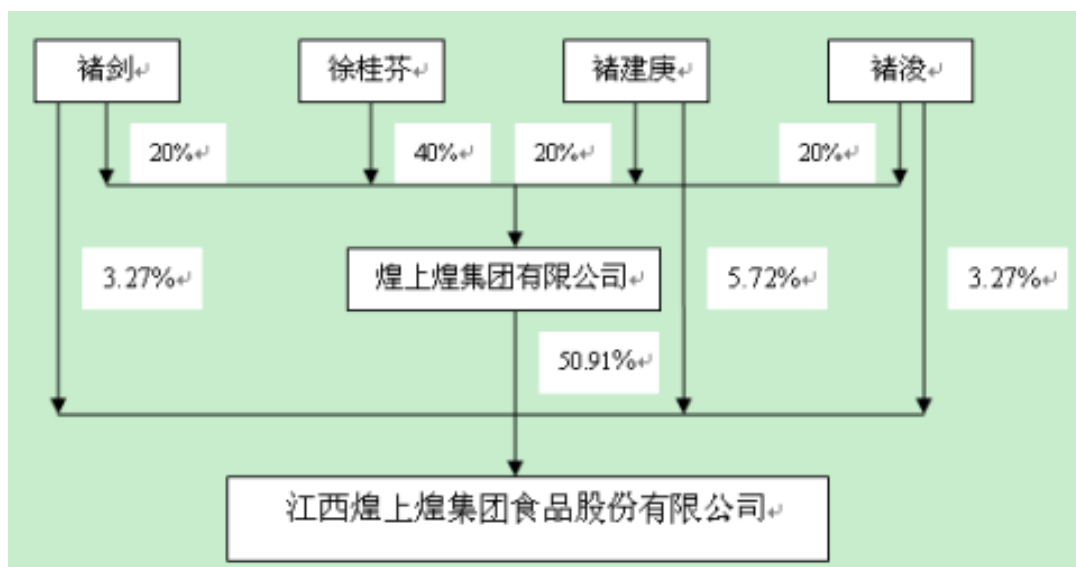 褚剑↵
徐桂芬↵
褚建庚↵
褚浚↵
20%↵
40%↵
20%↵
20%↵
3.27%↵
煌上煌集团有限公司↵
5.72%↵
3.27%↵
50.91%↵
江西煌上煌集团食品股份有限公司↵